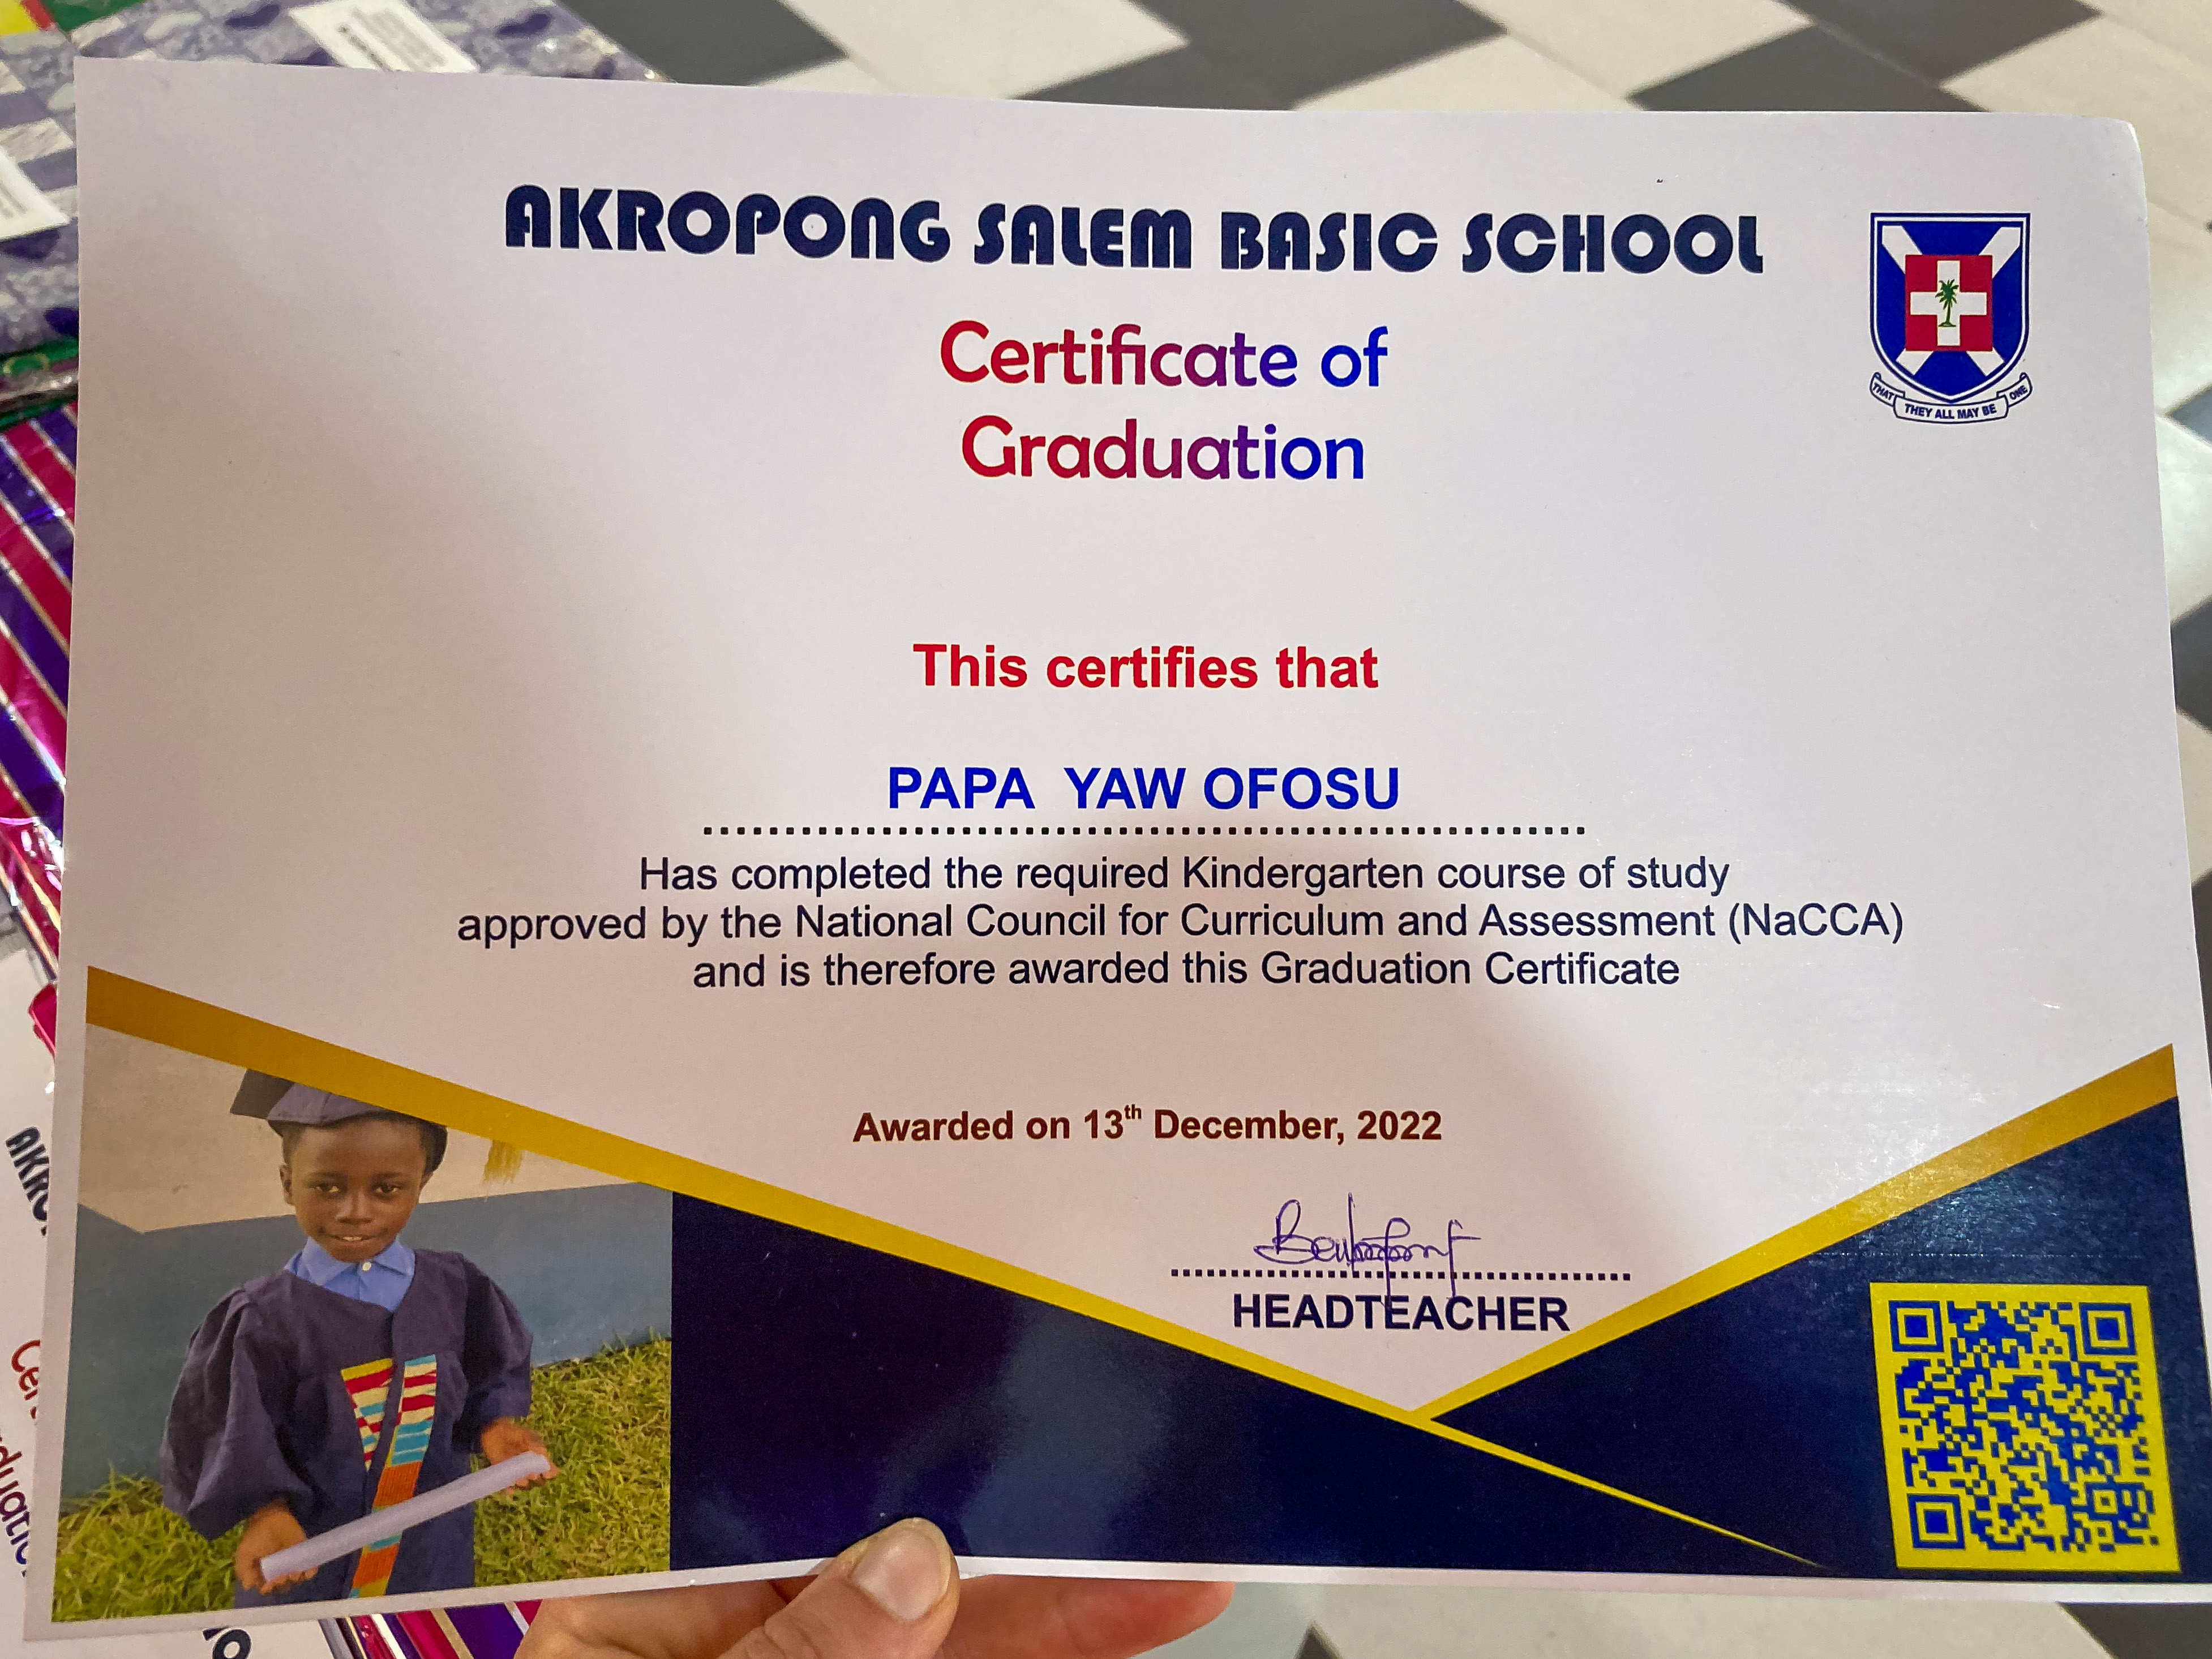 AKROPONG SALEM BASIC SCHOOL
THAT THEY ALL MAY BE ONE
Certificate of
Graduation
This certifies that
PAPA YAW OFOSU
Has completed the required Kindergarten course of study
approved by the National Council for Curriculum and Assessment (NaCCA)
and is therefore awarded this Graduation Certificate
Awarded on 13th December, 2022
HEADTEACHER